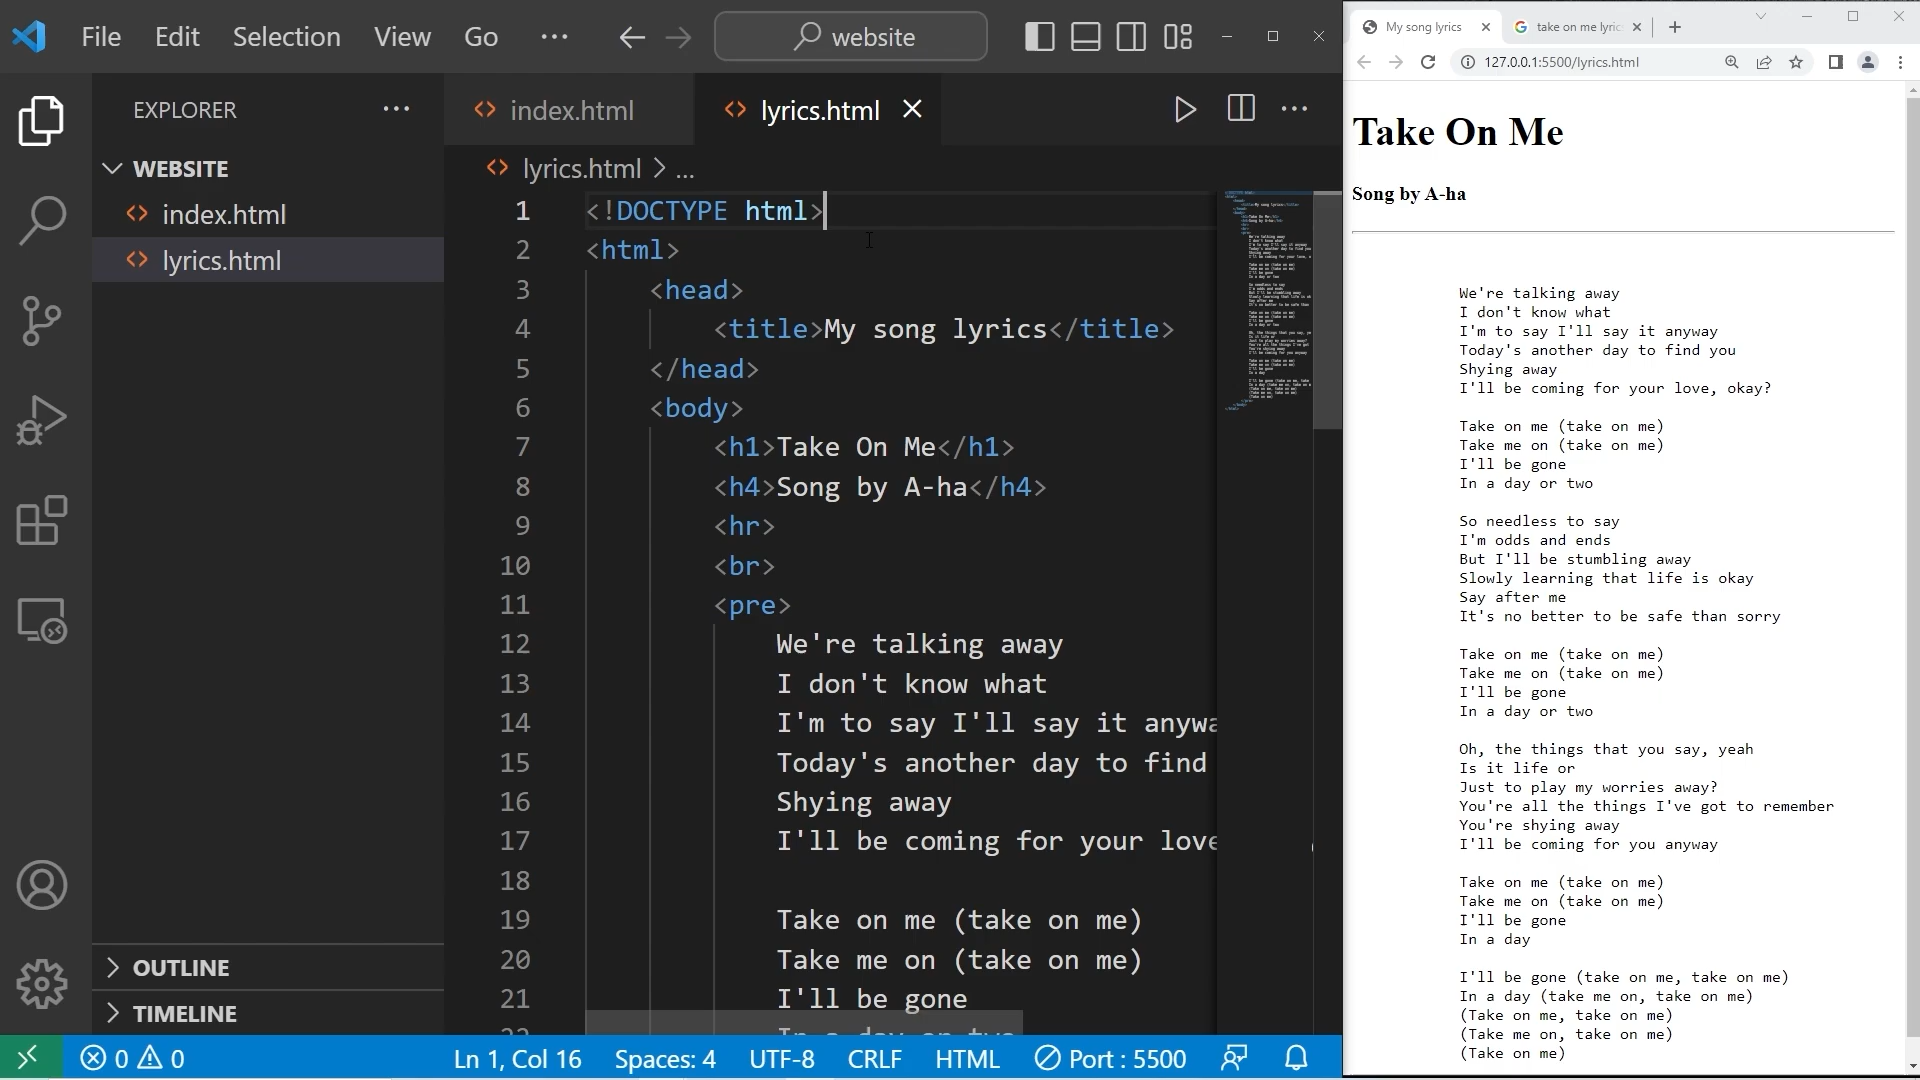 File Edit Selection View Go ··· website
EXPLORER ···
WEBSITE
index.html
lyrics.html
OUTLINE
TIMELINE
index.html lyrics.html
lyrics.html > ...
1 <!DOCTYPE html>
2 <html>
3 <head>
4 <title>My song lyrics</title>
5 </head>
6 <body>
7 <h1>Take On Me</h1>
8 <h4>Song by A-ha</h4>
9 <hr>
10 <br>
11 <pre>
12 We're talking away
13 I don't know what
14 I'm to say I'll say it anywa
15 Today's another day to find
16 Shying away
17 I'll be coming for your love
18
19 Take on me (take on me)
20 Take me on (take on me)
21 I'll be gone
22 In a day or two
0 0 Ln 1, Col 16 Spaces: 4 UTF-8 CRLF HTML Port : 5500
My song lyrics take on me lyric
127.0.0.1:5500/lyrics.html
Take On Me
Song by A-ha
We're talking away
I don't know what
I'm to say I'll say it anyway
Today's another day to find you
Shying away
I'll be coming for your love, okay?
Take on me (take on me)
Take me on (take on me)
I'll be gone
In a day or two
So needless to say
I'm odds and ends
But I'll be stumbling away
Slowly learning that life is okay
Say after me
It's no better to be safe than sorry
Take on me (take on me)
Take me on (take on me)
I'll be gone
In a day or two
Oh, the things that you say, yeah
Is it life or
Just to play my worries away?
You're all the things I've got to remember
You're shying away
I'll be coming for you anyway
Take on me (take on me)
Take me on (take on me)
I'll be gone
In a day
I'll be gone (take on me, take on me)
In a day (take me on, take on me)
(Take on me, take on me)
(Take me on, take on me)
(Take on me)